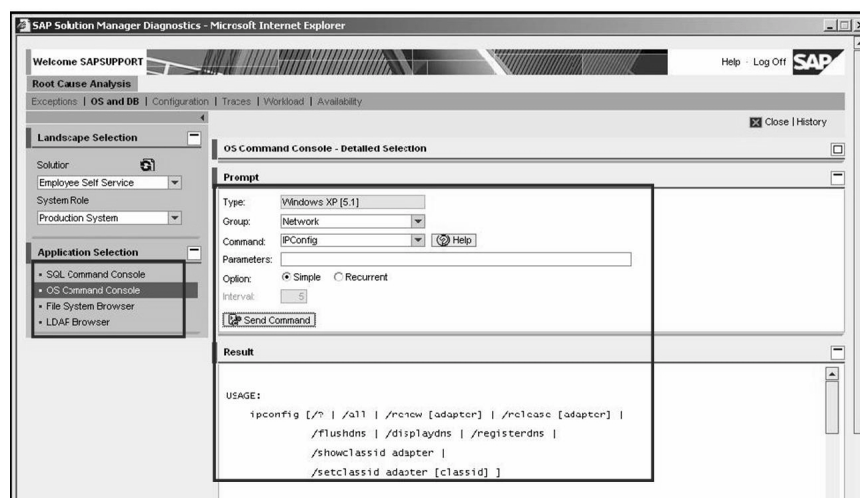 SAP Solution Manager Diagnostics - Microsoft Internet Explorer
Welcome SAPSUPPORT
Help · Log Off SAP
Root Cause Analysis
Exceptions | OS and DB | Configuration | Traces | Workload | Availability
Close | History
Landscape Selection
Solution
Employee Self Service
System Role
Production System
Application Selection
▪ SQL Command Console
▪ OS Command Console
▪ File System Browser
▪ LDAP Browser
OS Command Console - Detailed Selection
Prompt
Type: Windows XP [5.1]
Group: Network
Command: IPConfig Help
Parameters:
Option: Simple Recurrent
Interval: 5
Send Command
Result
USAGE:
ipconfig [/? | /all | /renew [adapter] | /release [adapter] |
/flushdns | /displaydns | /registerdns |
/showclassid adapter |
/setclassid adapter [classid] ]